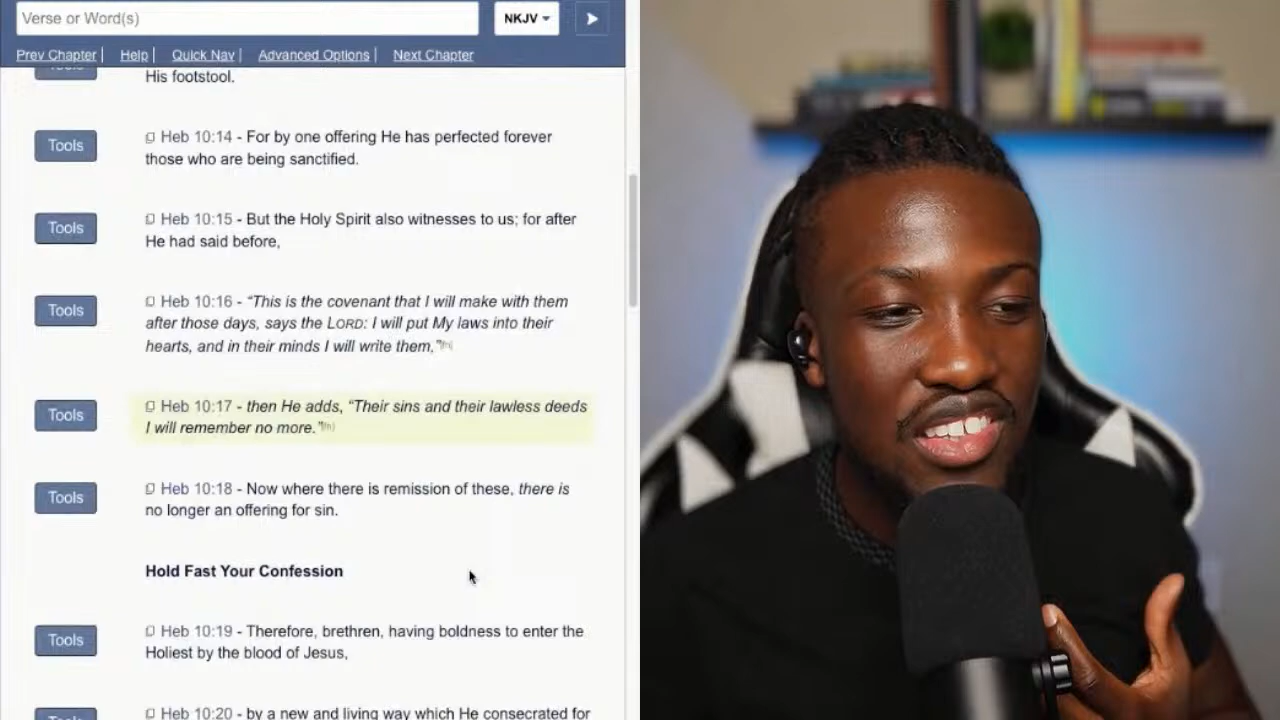 Verse or Word(s)
NKJV
Prev Chapter | Help | Quick Nav | Advanced Options | Next Chapter
Tools
His footstool.
Tools
Heb 10:14 - For by one offering He has perfected forever
those who are being sanctified.
Tools
Heb 10:15 - But the Holy Spirit also witnesses to us; for after
He had said before,
Tools
Heb 10:16 - “This is the covenant that I will make with them
after those days, says the LORD: I will put My laws into their
hearts, and in their minds I will write them,”
Tools
Heb 10:17 - then He adds, “Their sins and their lawless deeds
I will remember no more.”
Tools
Heb 10:18 - Now where there is remission of these, there is
no longer an offering for sin.
Hold Fast Your Confession
Tools
Heb 10:19 - Therefore, brethren, having boldness to enter the
Holiest by the blood of Jesus,
Tools
Heb 10:20 - by a new and living way which He consecrated for